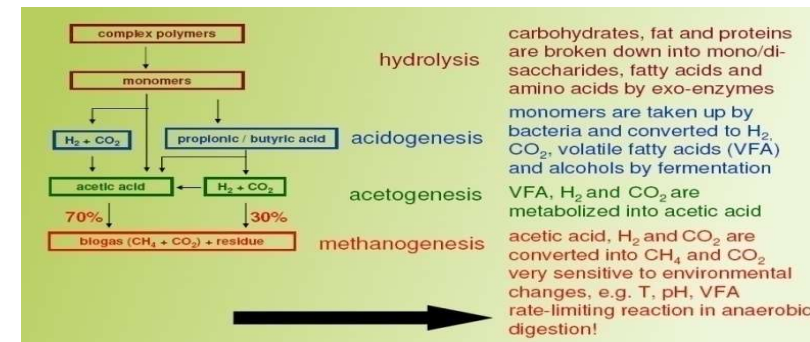 complex polymers
monomers
H₂ + CO₂
propionic / butyric acid
acetic acid
H₂ + CO₂
70%
30%
blogas (CH₄ + CO₂) + residue
hydrolysis
carbohydrates, fat and proteins
are broken down into mono/di-
saccharides, fatty acids and
amino acids by exo-enzymes
acidogenesis
monomers are taken up by
bacteria and converted to H₂,
CO₂, volatile fatty acids (VFA)
and alcohols by fermentation
acetogenesis
VFA, H₂ and CO₂ are
metabolized into acetic acid
methanogenesis
acetic acid, H₂ and CO₂ are
converted into CH₄ and CO₂
very sensitive to environmental
changes, e.g. T, pH, VFA
rate-limiting reaction in anaerobic
digestion!